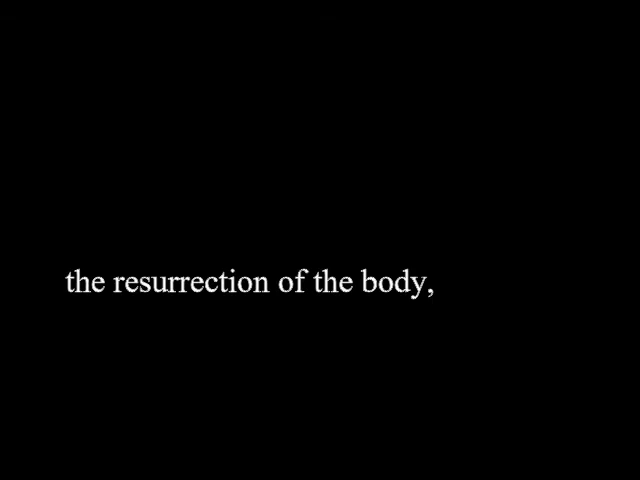 the resurrection of the body,